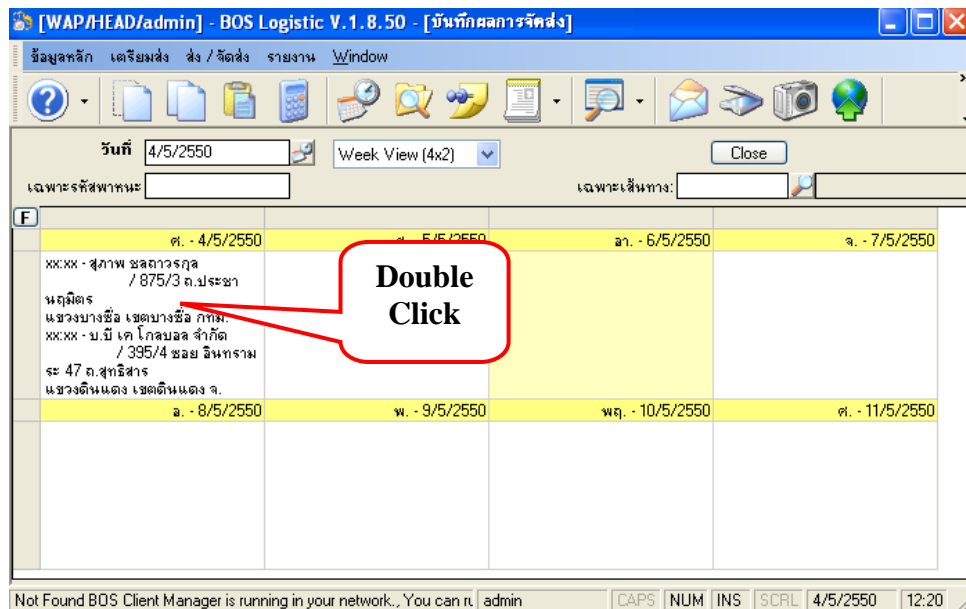 [WAP/HEAD/admin] - BOS Logistic V.1.8.50 - [บันทึกผลการจัดส่ง]
ข้อมูลหลัก เตรียมส่ง ส่ง / จัดส่ง รายงาน Window
วันที่ 4/5/2550 Week View (4x2) Close
เฉพาะรหัสพาหนะ เฉพาะเส้นทาง:
F
ศ. - 4/5/2550 5/5/2550 อา. - 6/5/2550 จ. - 7/5/2550
xx:xx - สุภาพ ชลถาวรกุล
/ 875/3 ถ.ประชา
นฤมิตร
แขวงบางซื่อ เขตบางซื่อ กทม.
xx:xx - บ.บี เค โกลบอล จำกัด
/ 395/4 ซอย อินทราม
ระ 47 ถ.สุทธิสาร
แขวงดินแดง เขตดินแดง จ.
Double
Click
อ. - 8/5/2550 พ. - 9/5/2550 พฤ. - 10/5/2550 ศ. - 11/5/2550
Not Found BOS Client Manager is running in your network., You can admin CAPS NUM INS SCRL 4/5/2550 12:20